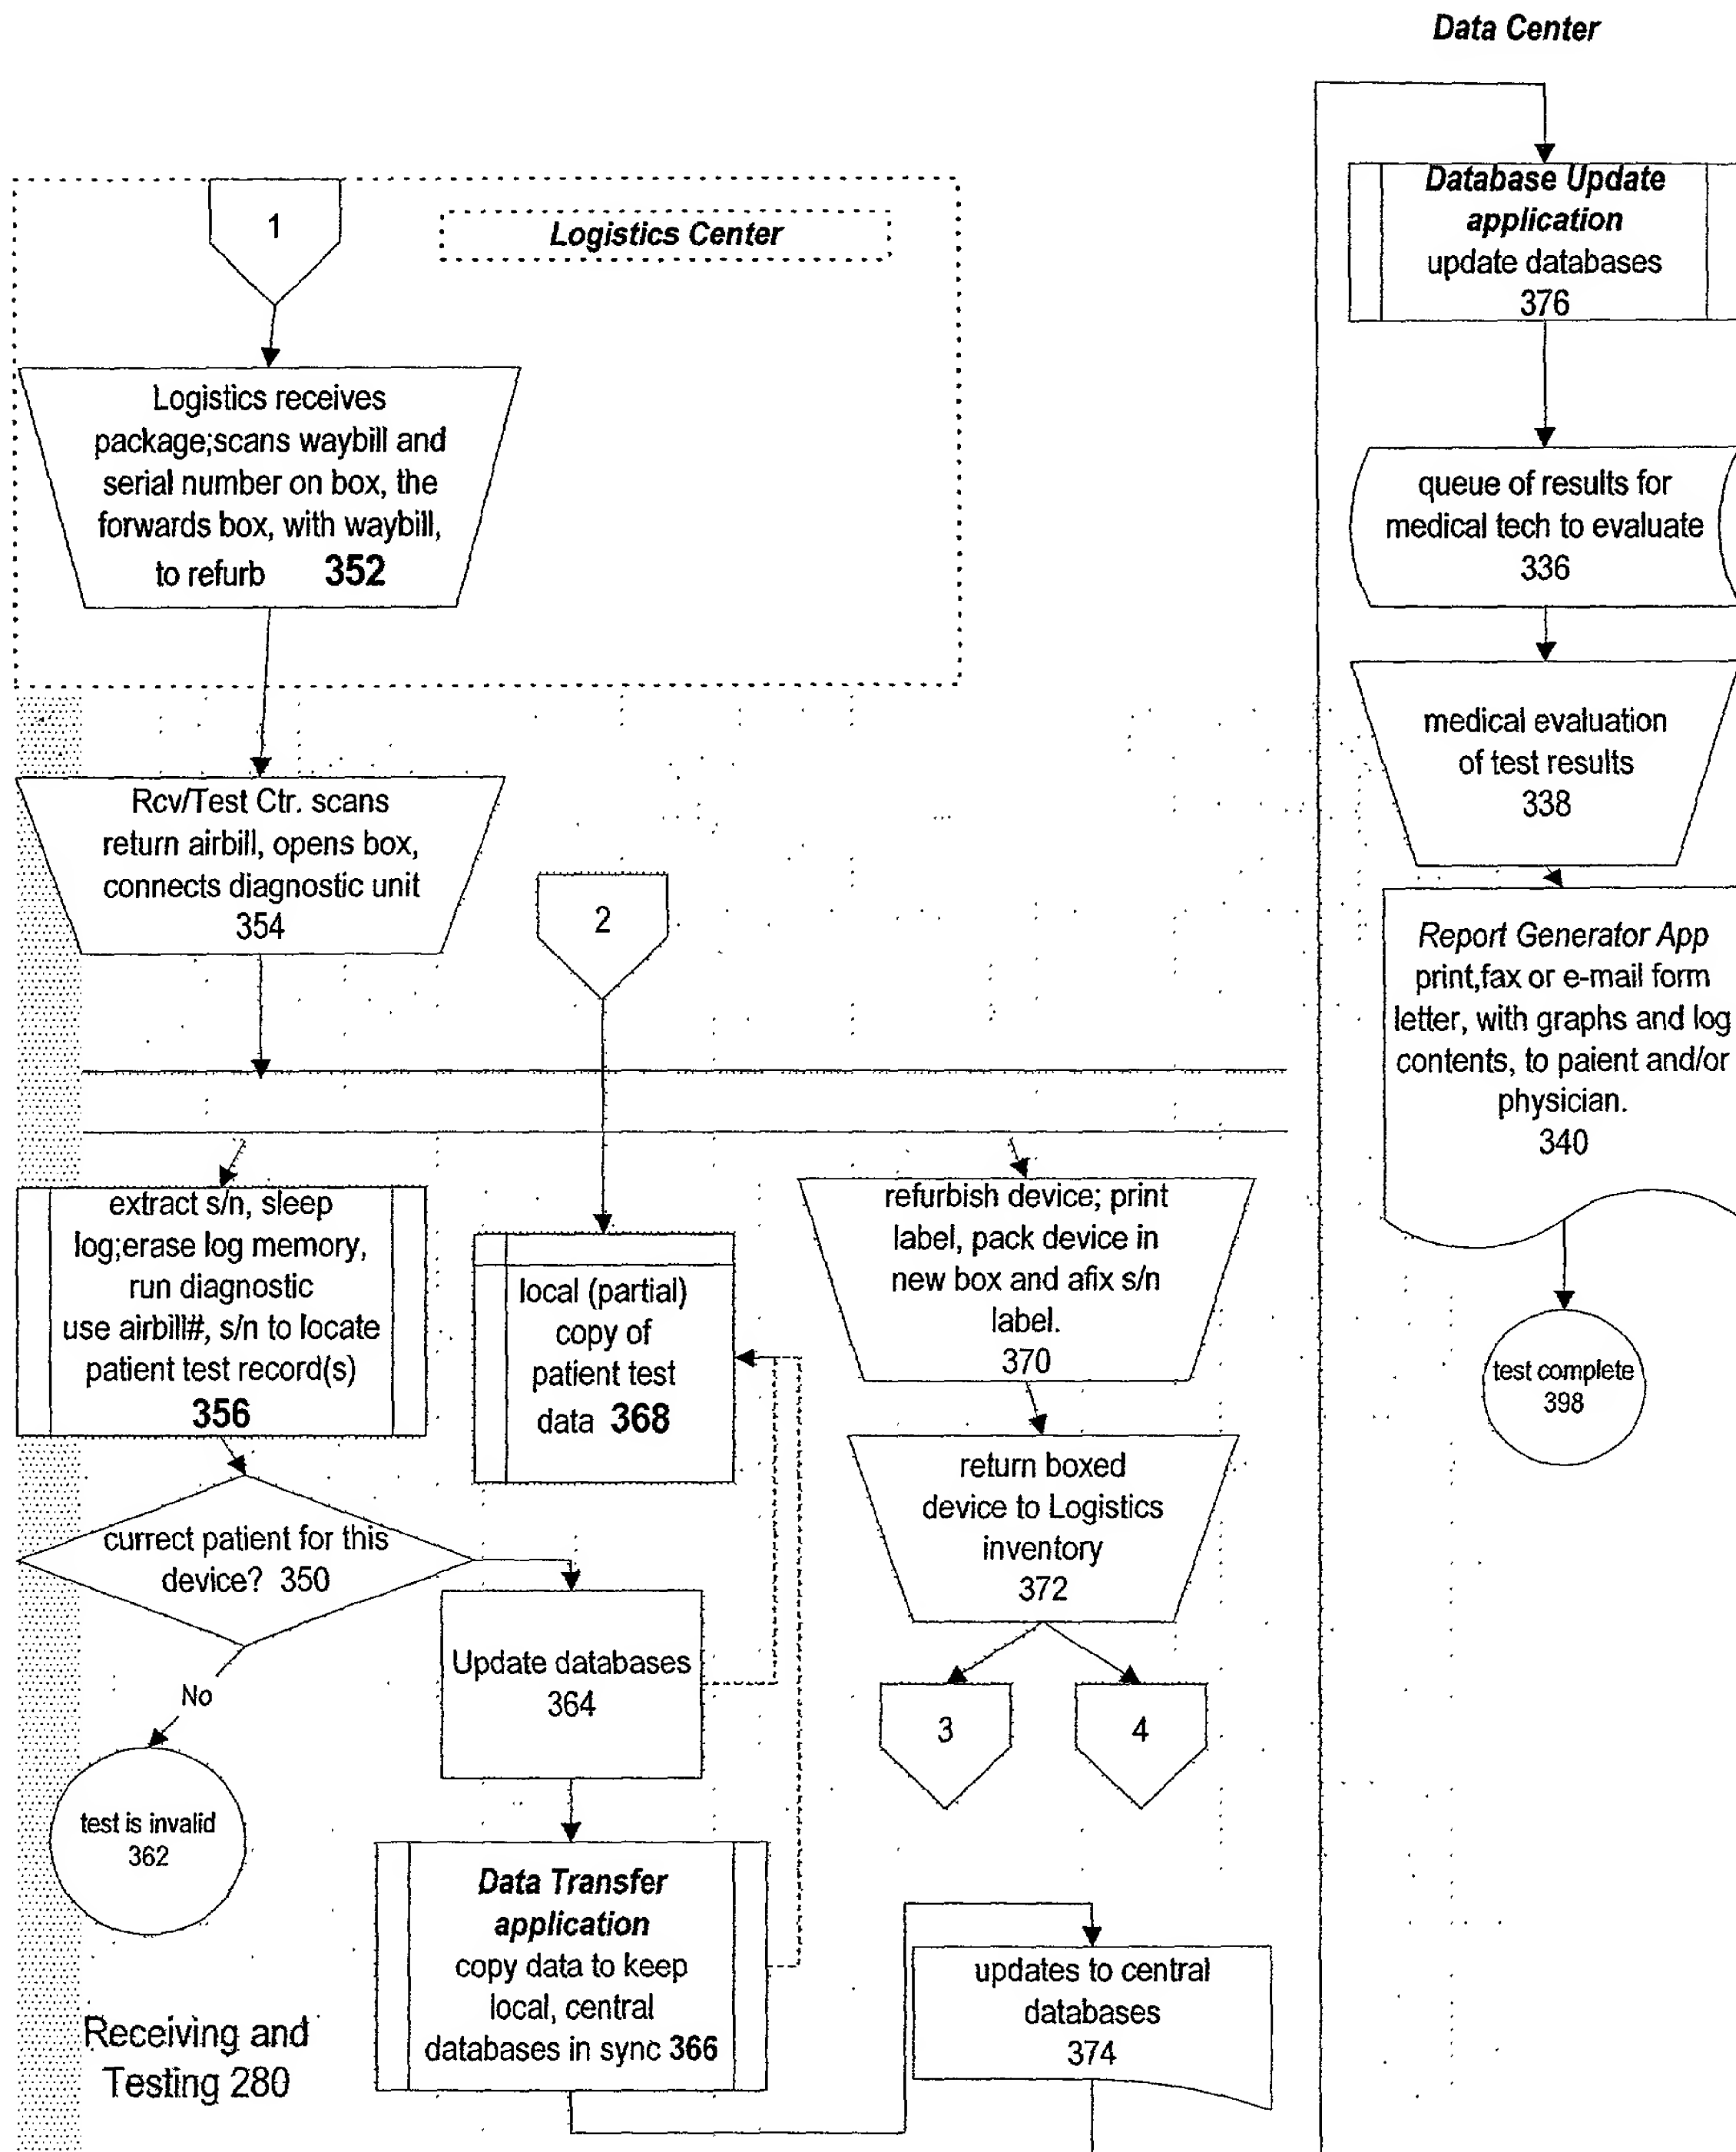 Data Center
1
Logistics Center
Logistics receives
package;scans waybill and
serial number on box, the
forwards box, with waybill,
to refurb 352
Rcv/Test Ctr. scans
return airbill, opens box,
connects diagnostic unit
354
2
extract s/n, sleep
log;erase log memory,
run diagnostic
use airbill#, s/n to locate
patient test record(s)
356
local (partial)
copy of
patient test
data 368
refurbish device; print
label, pack device in
new box and afix s/n
label.
370
return boxed
device to Logistics
inventory
372
currect patient for this
device? 350
No
test is invalid
362
Update databases
364
3
4
Data Transfer
application
copy data to keep
local, central
databases in sync 366
updates to central
databases
374
Receiving and
Testing 280
Database Update
application
update databases
376
queue of results for
medical tech to evaluate
336
medical evaluation
of test results
338
Report Generator App
print,fax or e-mail form
letter, with graphs and log
contents, to paient and/or
physician.
340
test complete
398